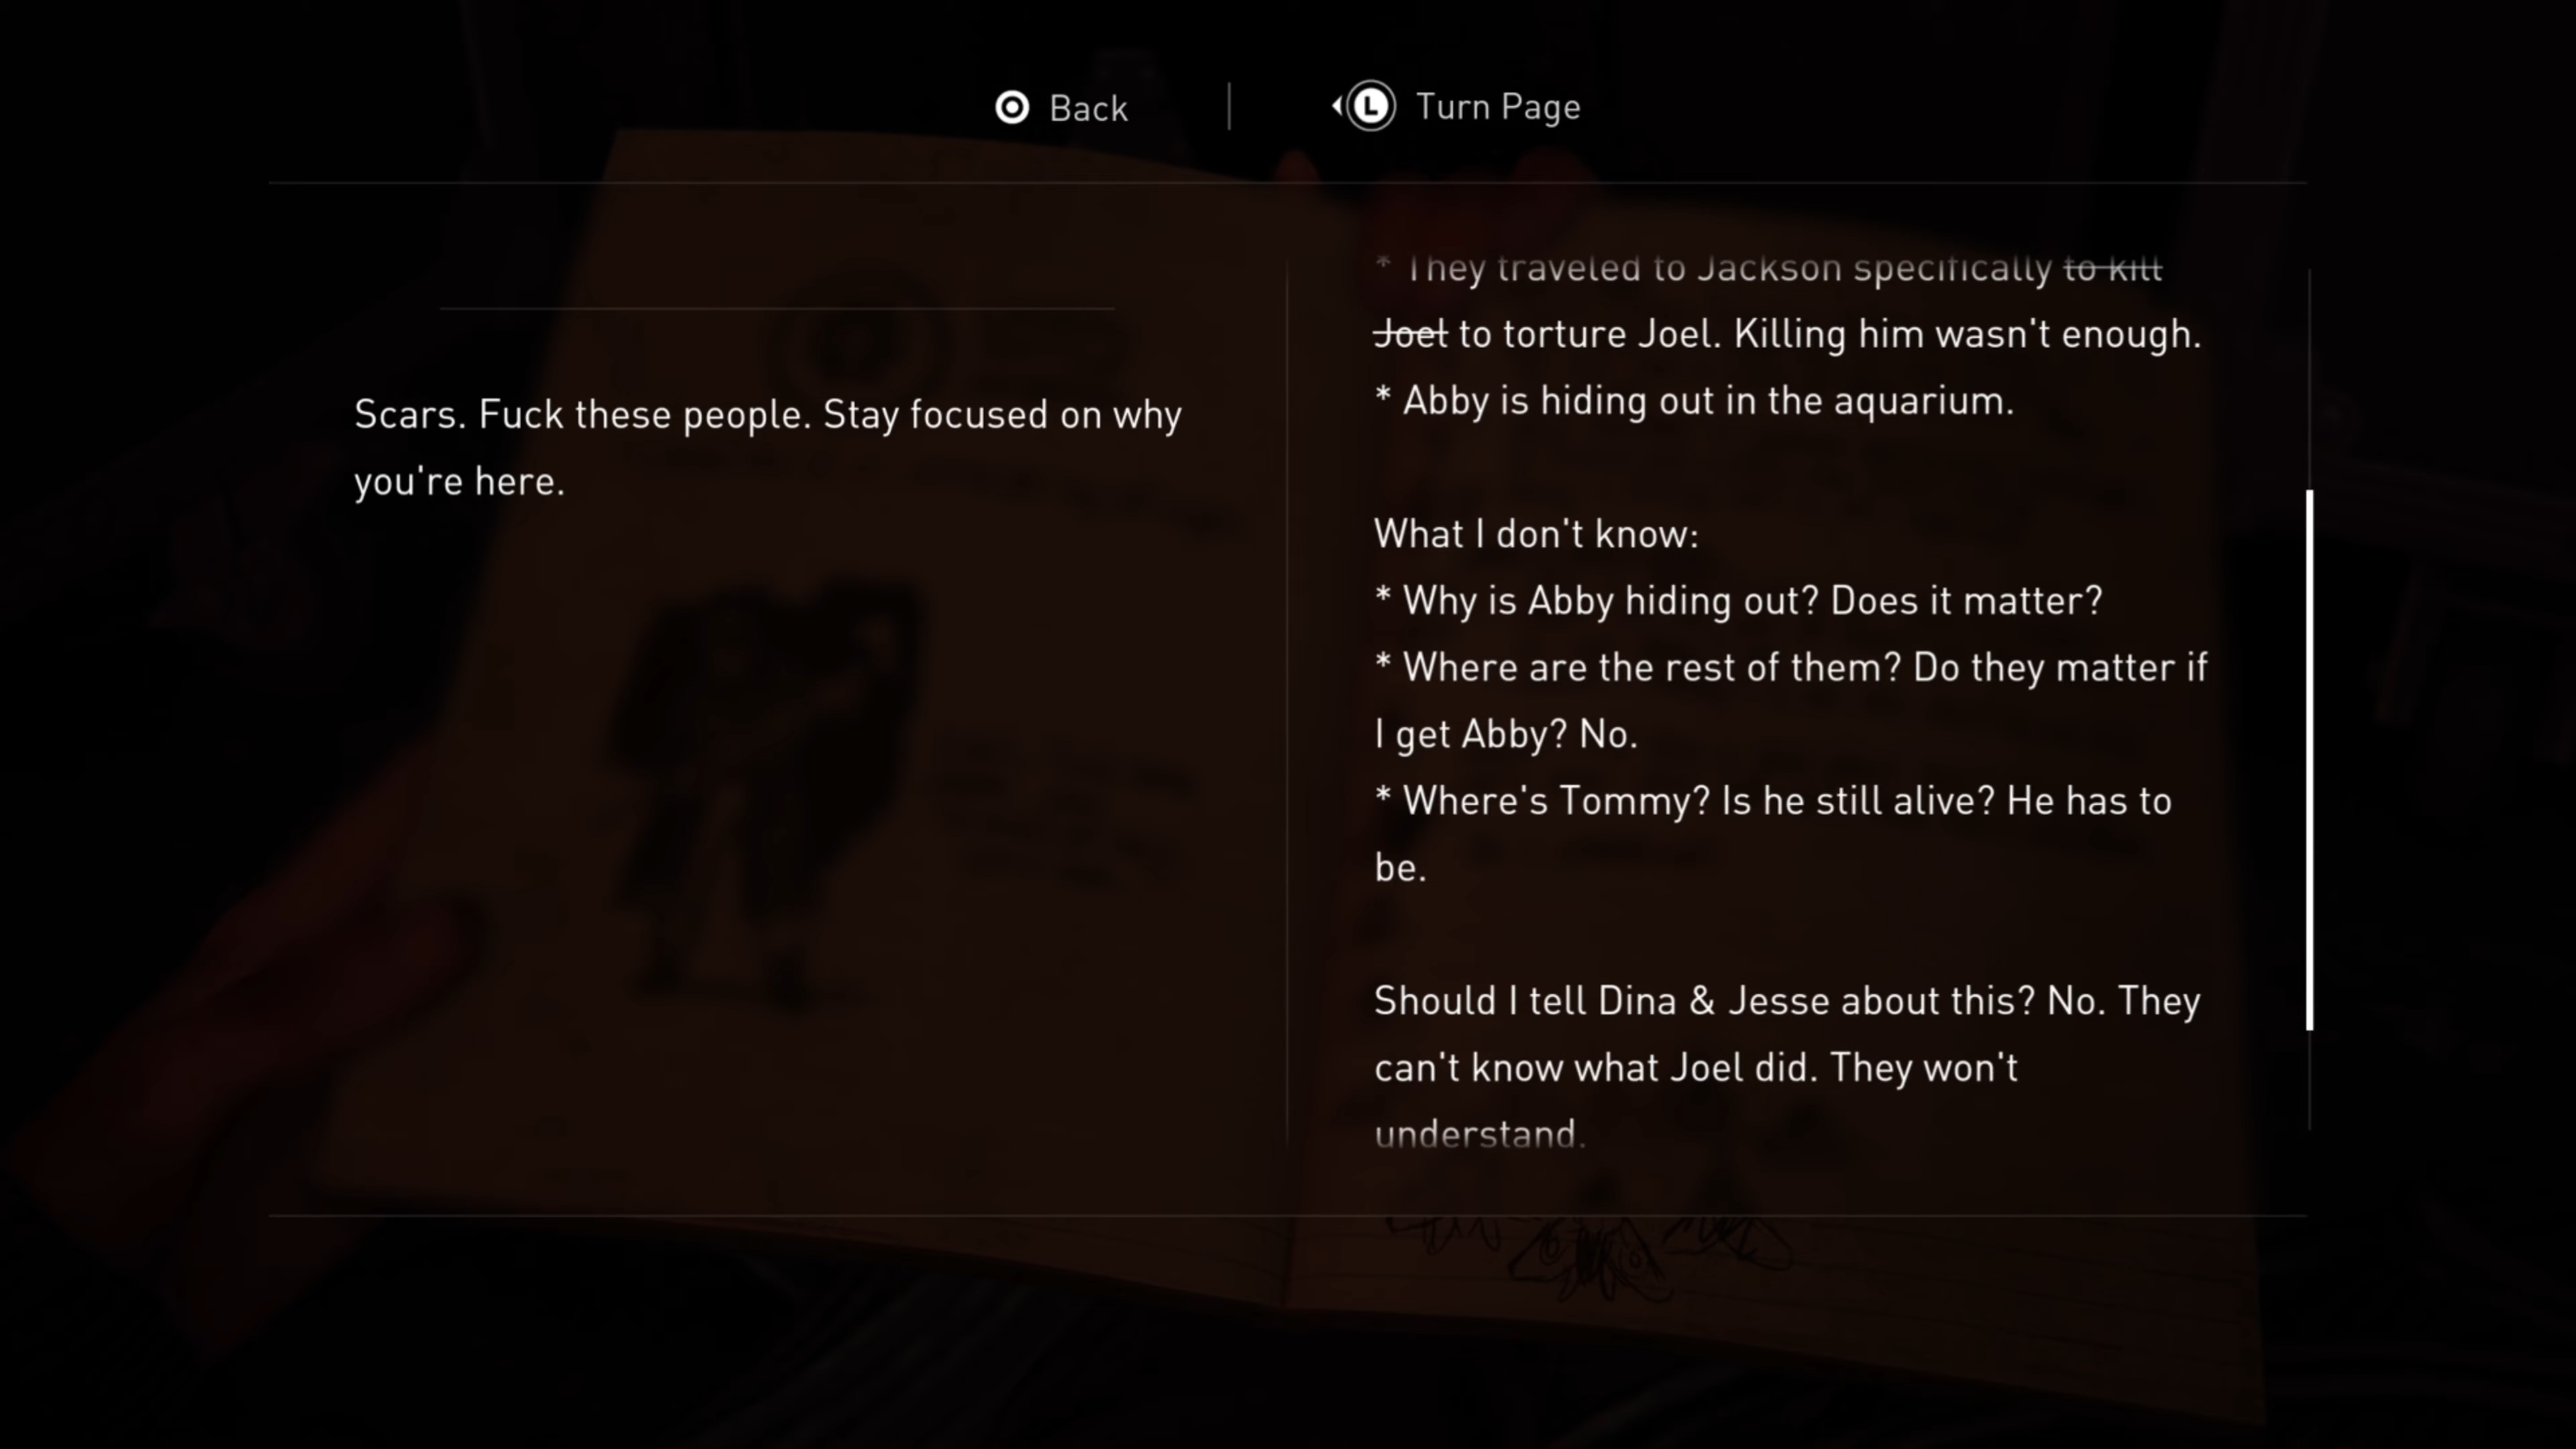 Back
L Turn Page
Scars. Fuck these people. Stay focused on why
you're here.
* They traveled to Jackson specifically to kill
Joel to torture Joel. Killing him wasn't enough.
* Abby is hiding out in the aquarium.
What I don't know:
* Why is Abby hiding out? Does it matter?
* Where are the rest of them? Do they matter if
I get Abby? No.
* Where's Tommy? Is he still alive? He has to
be.
Should I tell Dina & Jesse about this? No. They
can't know what Joel did. They won't
understand.